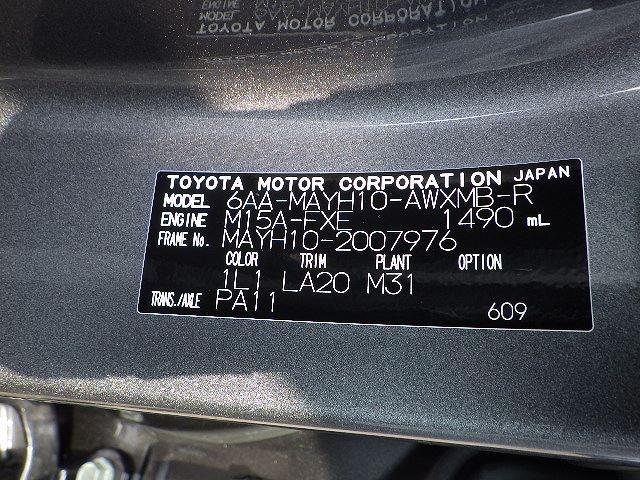 TOYOTA MOTOR CORPORATION JAPAN
MODEL 6AA-MAYH10-AWXMB-R
ENGINE M15A-FXE 1490 mL
FRAME No. MAYH10-2007976
COLOR TRIM PLANT OPTION
1L1 LA20 M31
TRANS./AXLE PA11
609